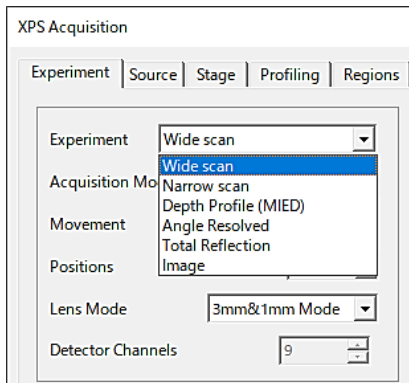 XPS Acquisition
Experiment Source Stage Profiling Regions
Experiment Wide scan
Wide scan
Acquisition Mo
Narrow scan
Depth Profile (MIED)
Movement
Angle Resolved
Total Reflection
Positions
Image
Lens Mode 3mm&1mm Mode
Detector Channels 9